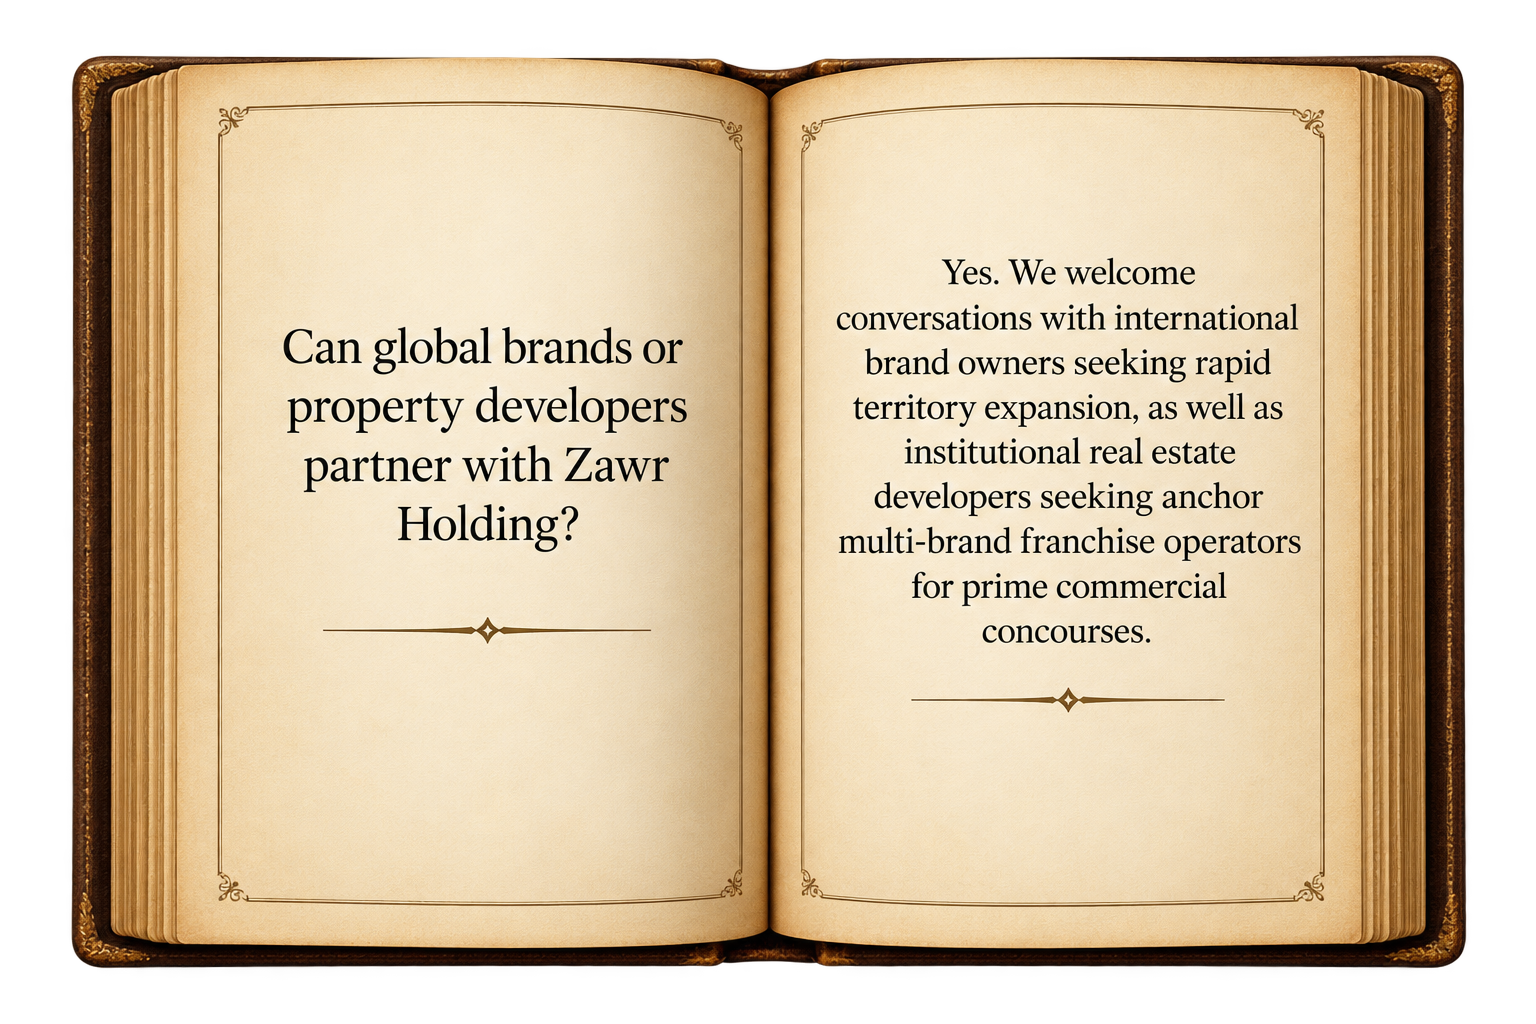 Can global brands or
property developers
partner with Zawr
Holding?
Yes. We welcome
conversations with international
brand owners seeking rapid
territory expansion, as well as
institutional real estate
developers seeking anchor
multi-brand franchise operators
for prime commercial
concourses.